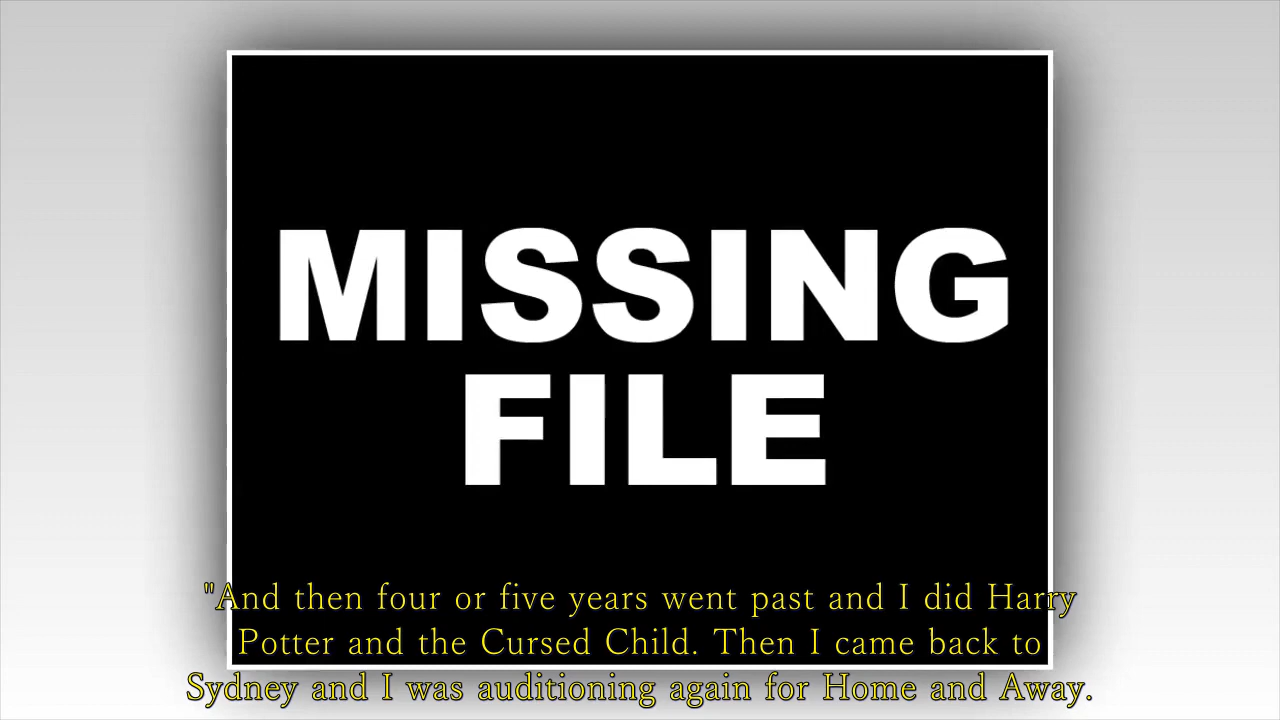 MISSING
FILE
"And then four or five years went past and I did Harry
Potter and the Cursed Child. Then I came back to
Sydney and I was auditioning again for Home and Away.